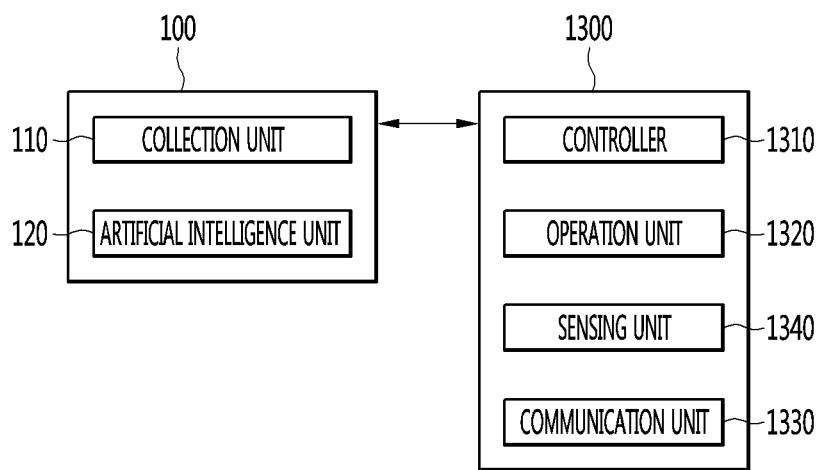 100
1300
110
COLLECTION UNIT
120
ARTIFICIAL INTELLIGENCE UNIT
CONTROLLER
1310
OPERATION UNIT
1320
SENSING UNIT
1340
COMMUNICATION UNIT
1330